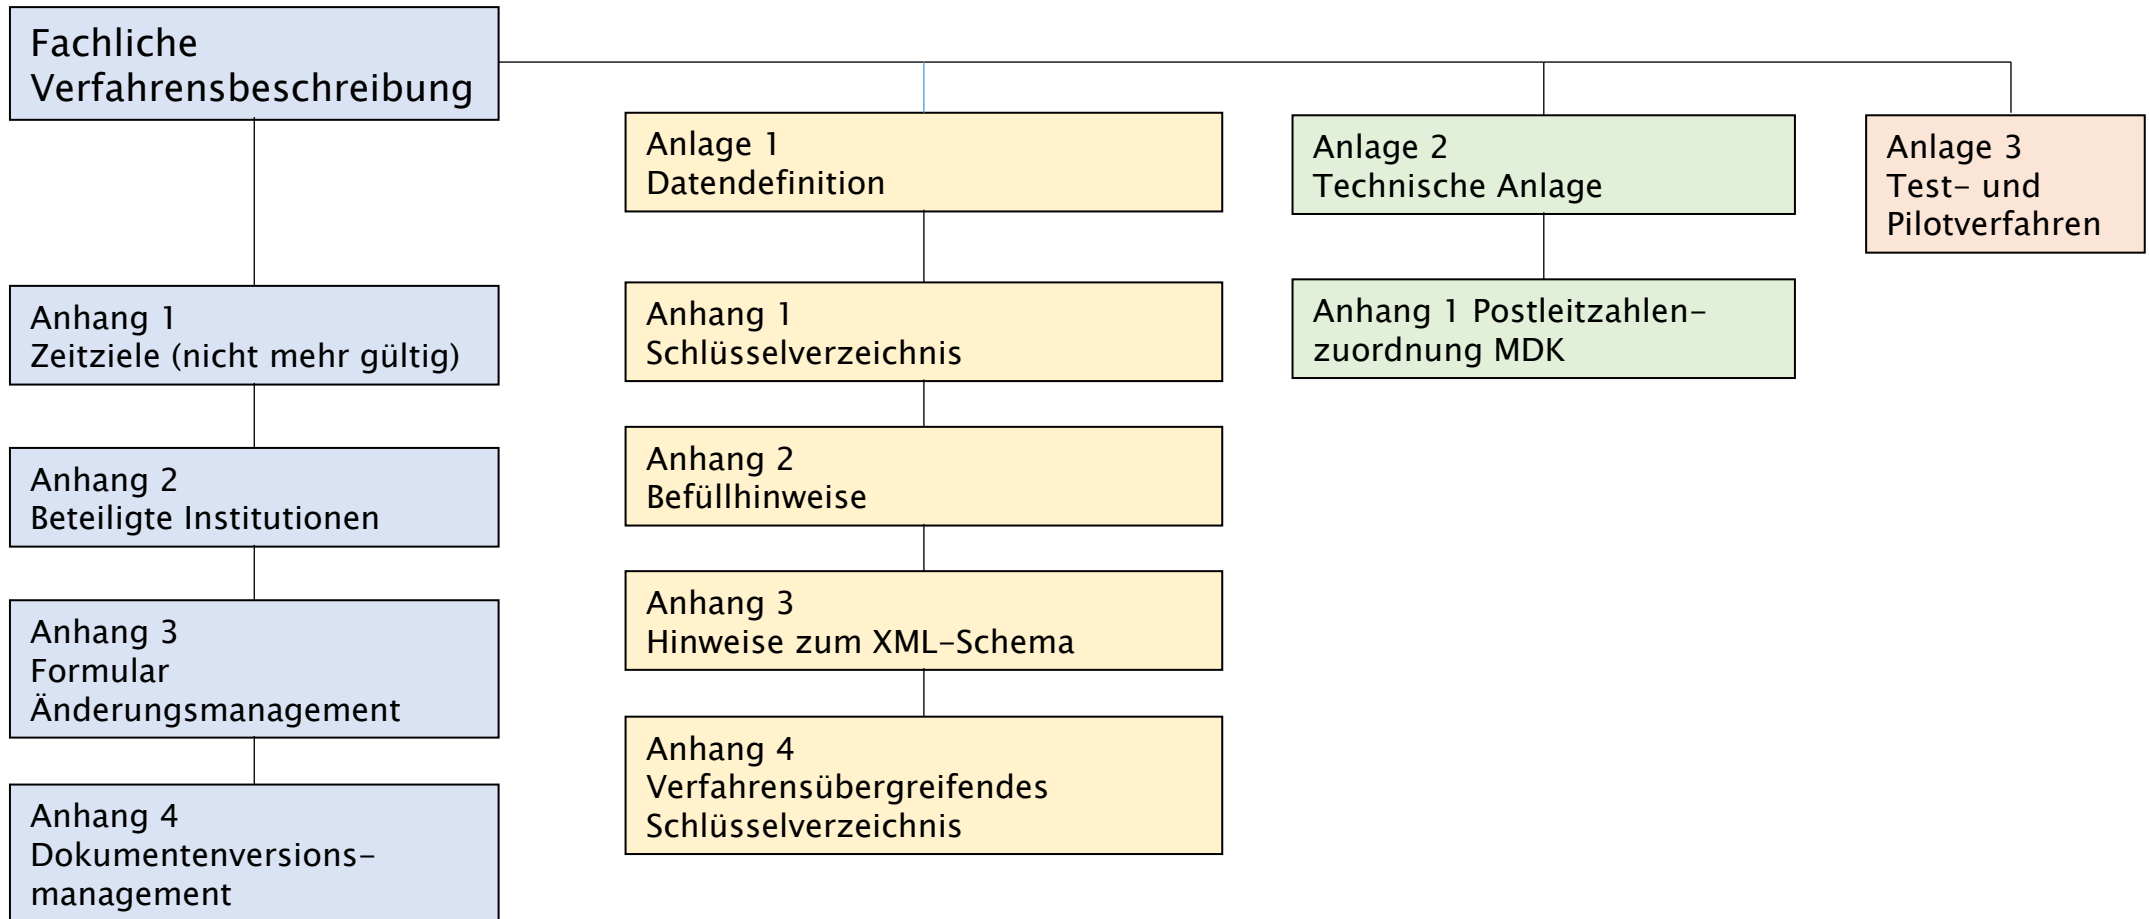 Fachliche
Verfahrensbeschreibung
Anhang 1
Zeitziele (nicht mehr gültig)
Anhang 2
Beteiligte Institutionen
Anhang 3
Formular
Änderungsmanagement
Anhang 4
Dokumentenversions-
management
Anlage 1
Datendefinition
Anhang 1
Schlüsselverzeichnis
Anhang 2
Befüllhinweise
Anhang 3
Hinweise zum XML-Schema
Anhang 4
Verfahrensübergreifendes
Schlüsselverzeichnis
Anlage 2
Technische Anlage
Anhang 1 Postleitzahlen-
zuordnung MDK
Anlage 3
Test- und
Pilotverfahren